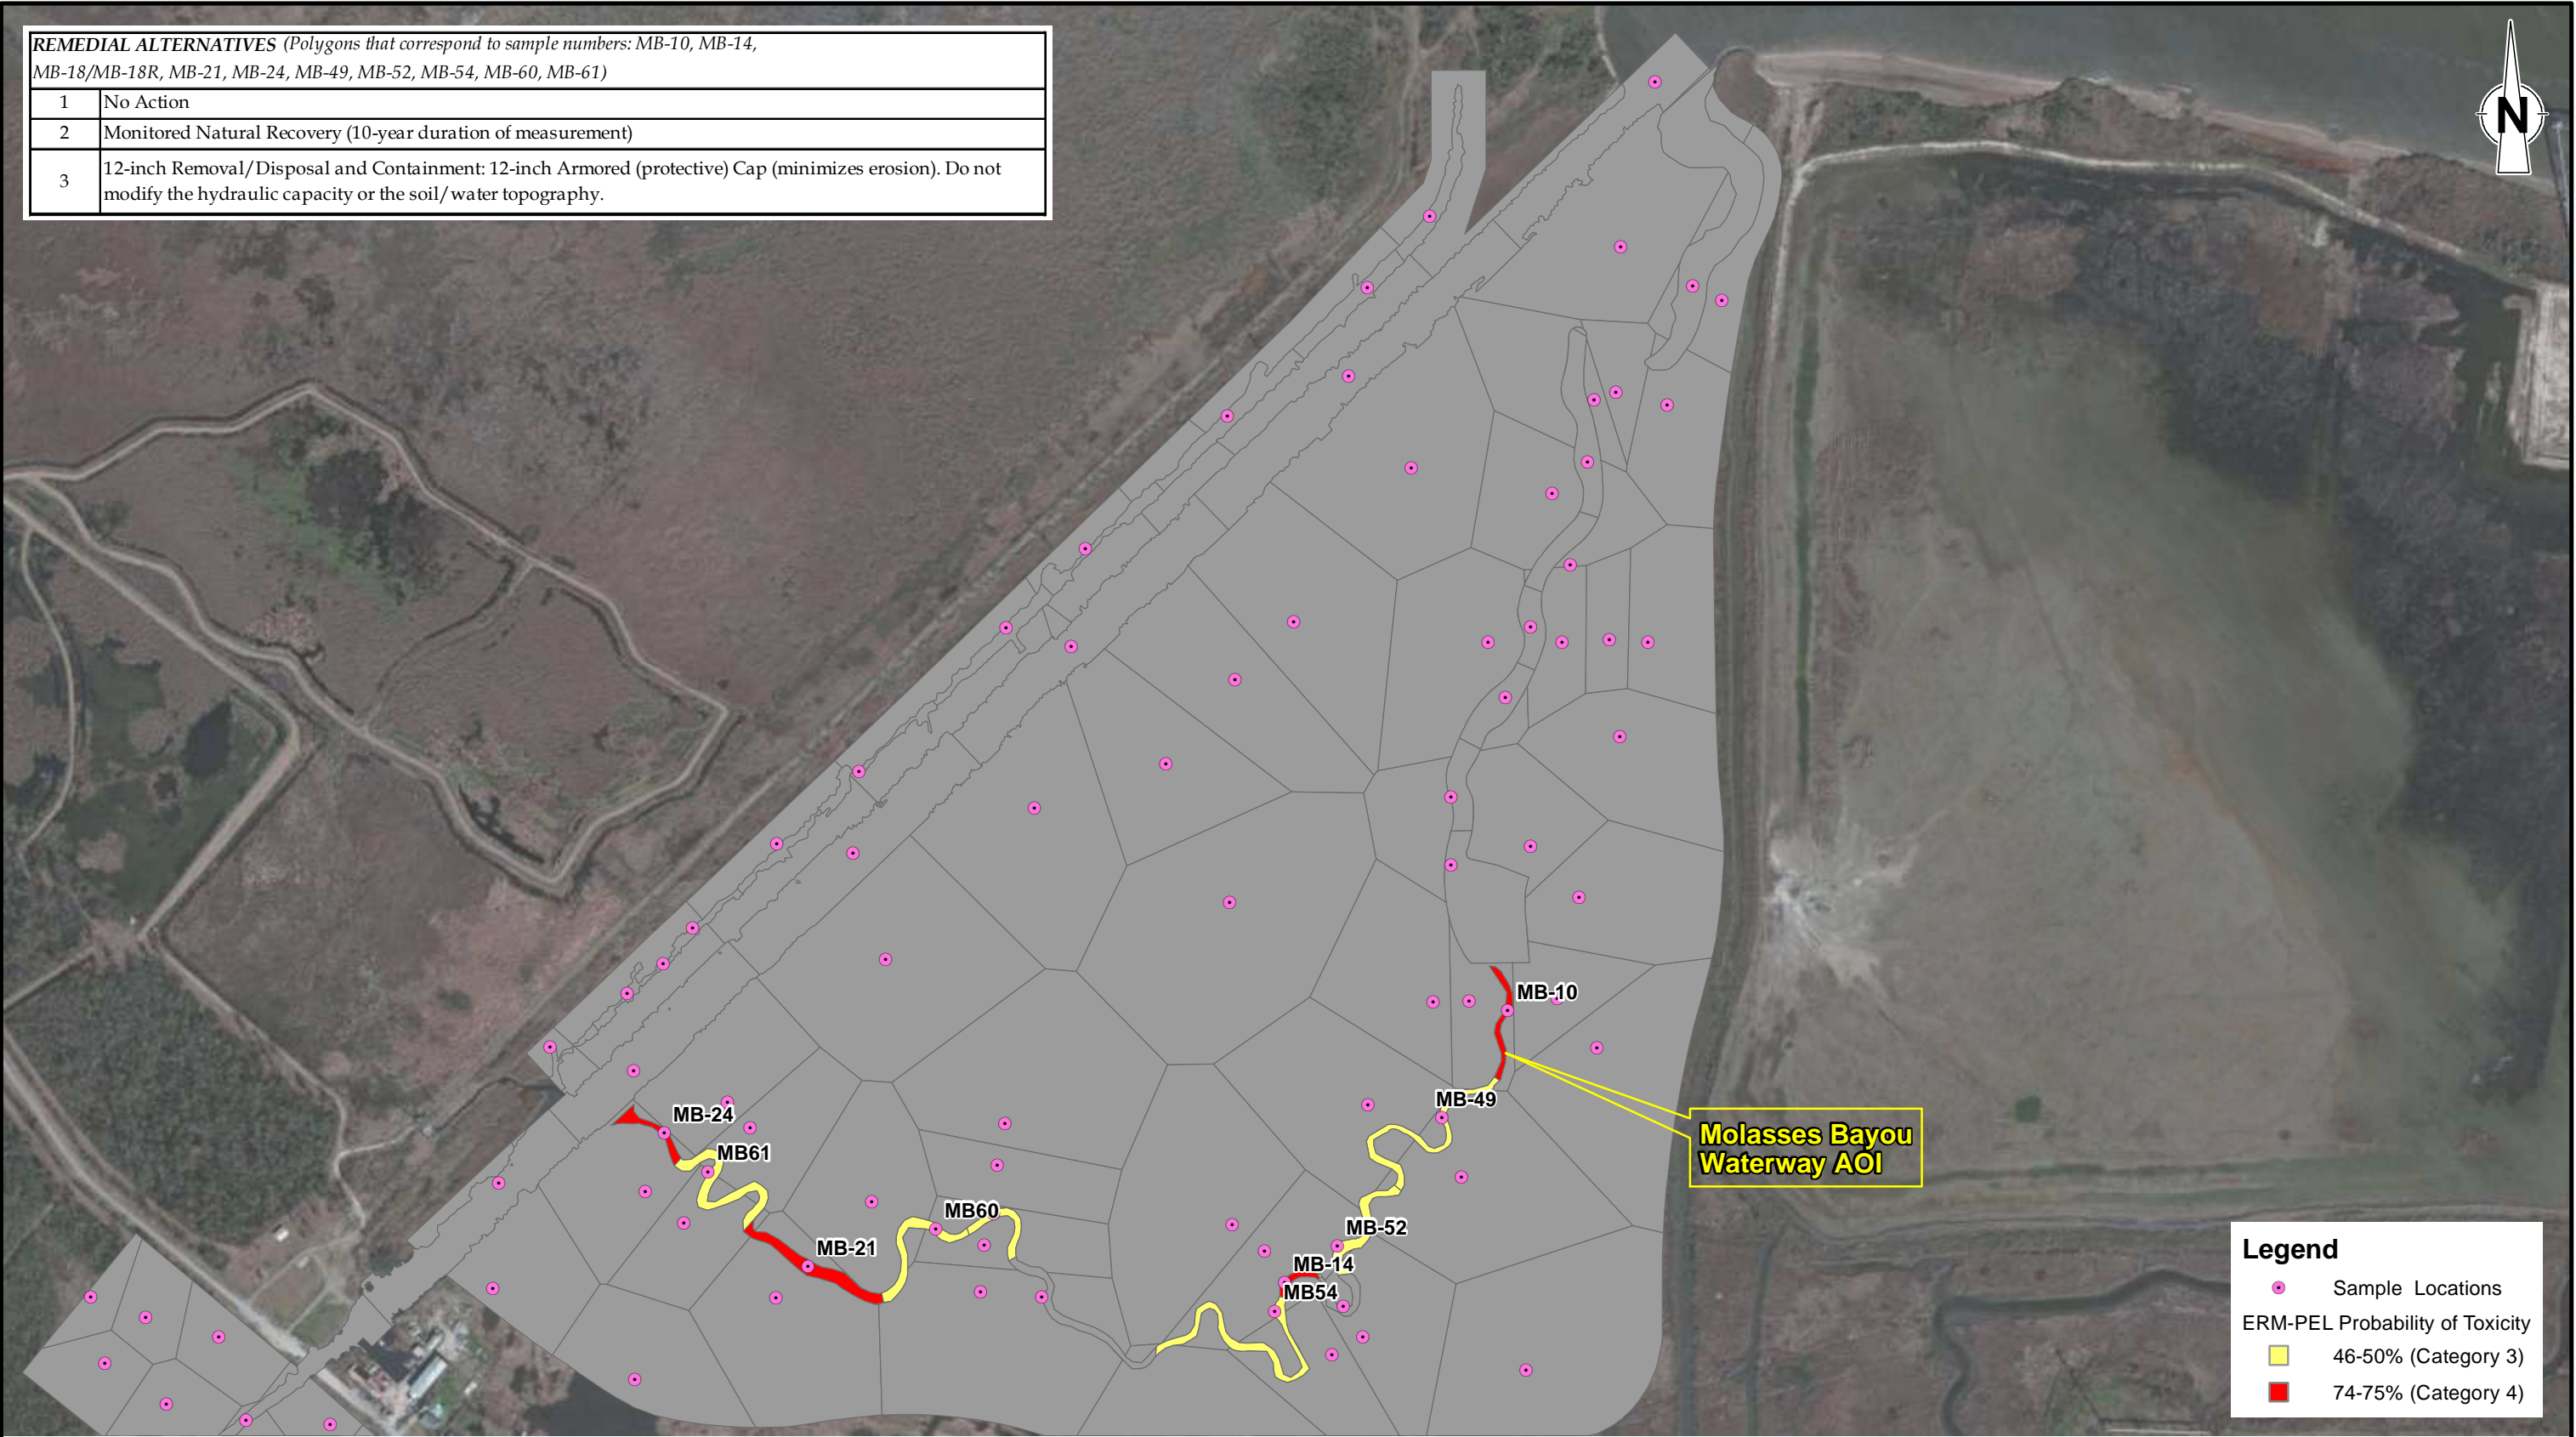 REMEDIAL ALTERNATIVES (Polygons that correspond to sample numbers: MB-10, MB-14,
MB-18/MB-18R, MB-21, MB-24, MB-49, MB-52, MB-54, MB-60, MB-61)
1 No Action
2 Monitored Natural Recovery (10-year duration of measurement)
3 12-inch Removal/Disposal and Containment: 12-inch Armored (protective) Cap (minimizes erosion). Do not
modify the hydraulic capacity or the soil/water topography.
N
MB-10
MB-49
MB-24
Molasses Bayou
Waterway AOI
MB61
MB60
MB-52
MB-21
MB-14
MB54
Legend
Sample Locations
ERM-PEL Probability of Toxicity
46-50% (Category 3)
74-75% (Category 4)